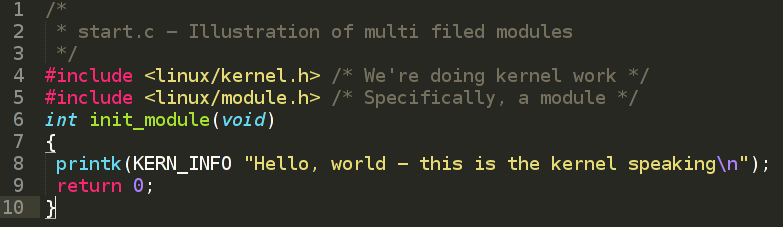 1 /*
2  * start.c – Illustration of multi filed modules
3  */
4 #include <linux/kernel.h> /* We're doing kernel work */
5 #include <linux/module.h> /* Specifically, a module */
6 int init_module(void)
7 {
8  printk(KERN_INFO "Hello, world – this is the kernel speaking\n");
9  return 0;
10 }